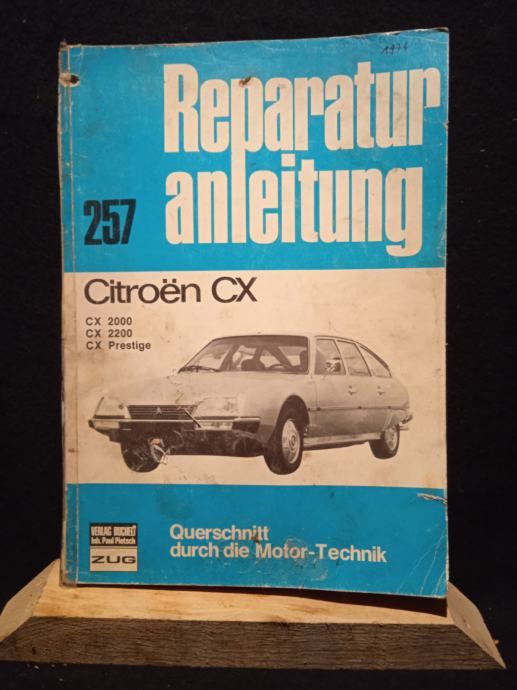 1974
Reparatur
anleitung
257
Citroën CX
CX 2000
CX 2200
CX Prestige
VERLAG BUCHELI
Inh. Paul Pietsch
ZUG
Querschnitt
durch die Motor-Technik